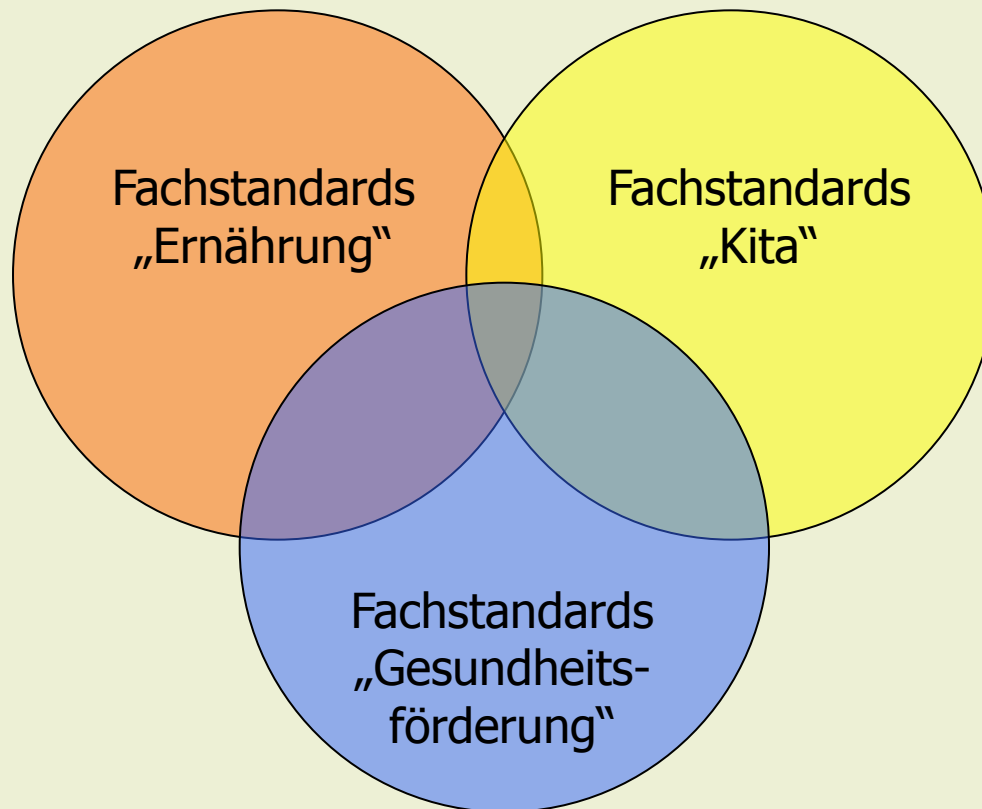 Fachstandards
„Ernährung“
Fachstandards
„Kita“
Fachstandards
„Gesundheits-
förderung“